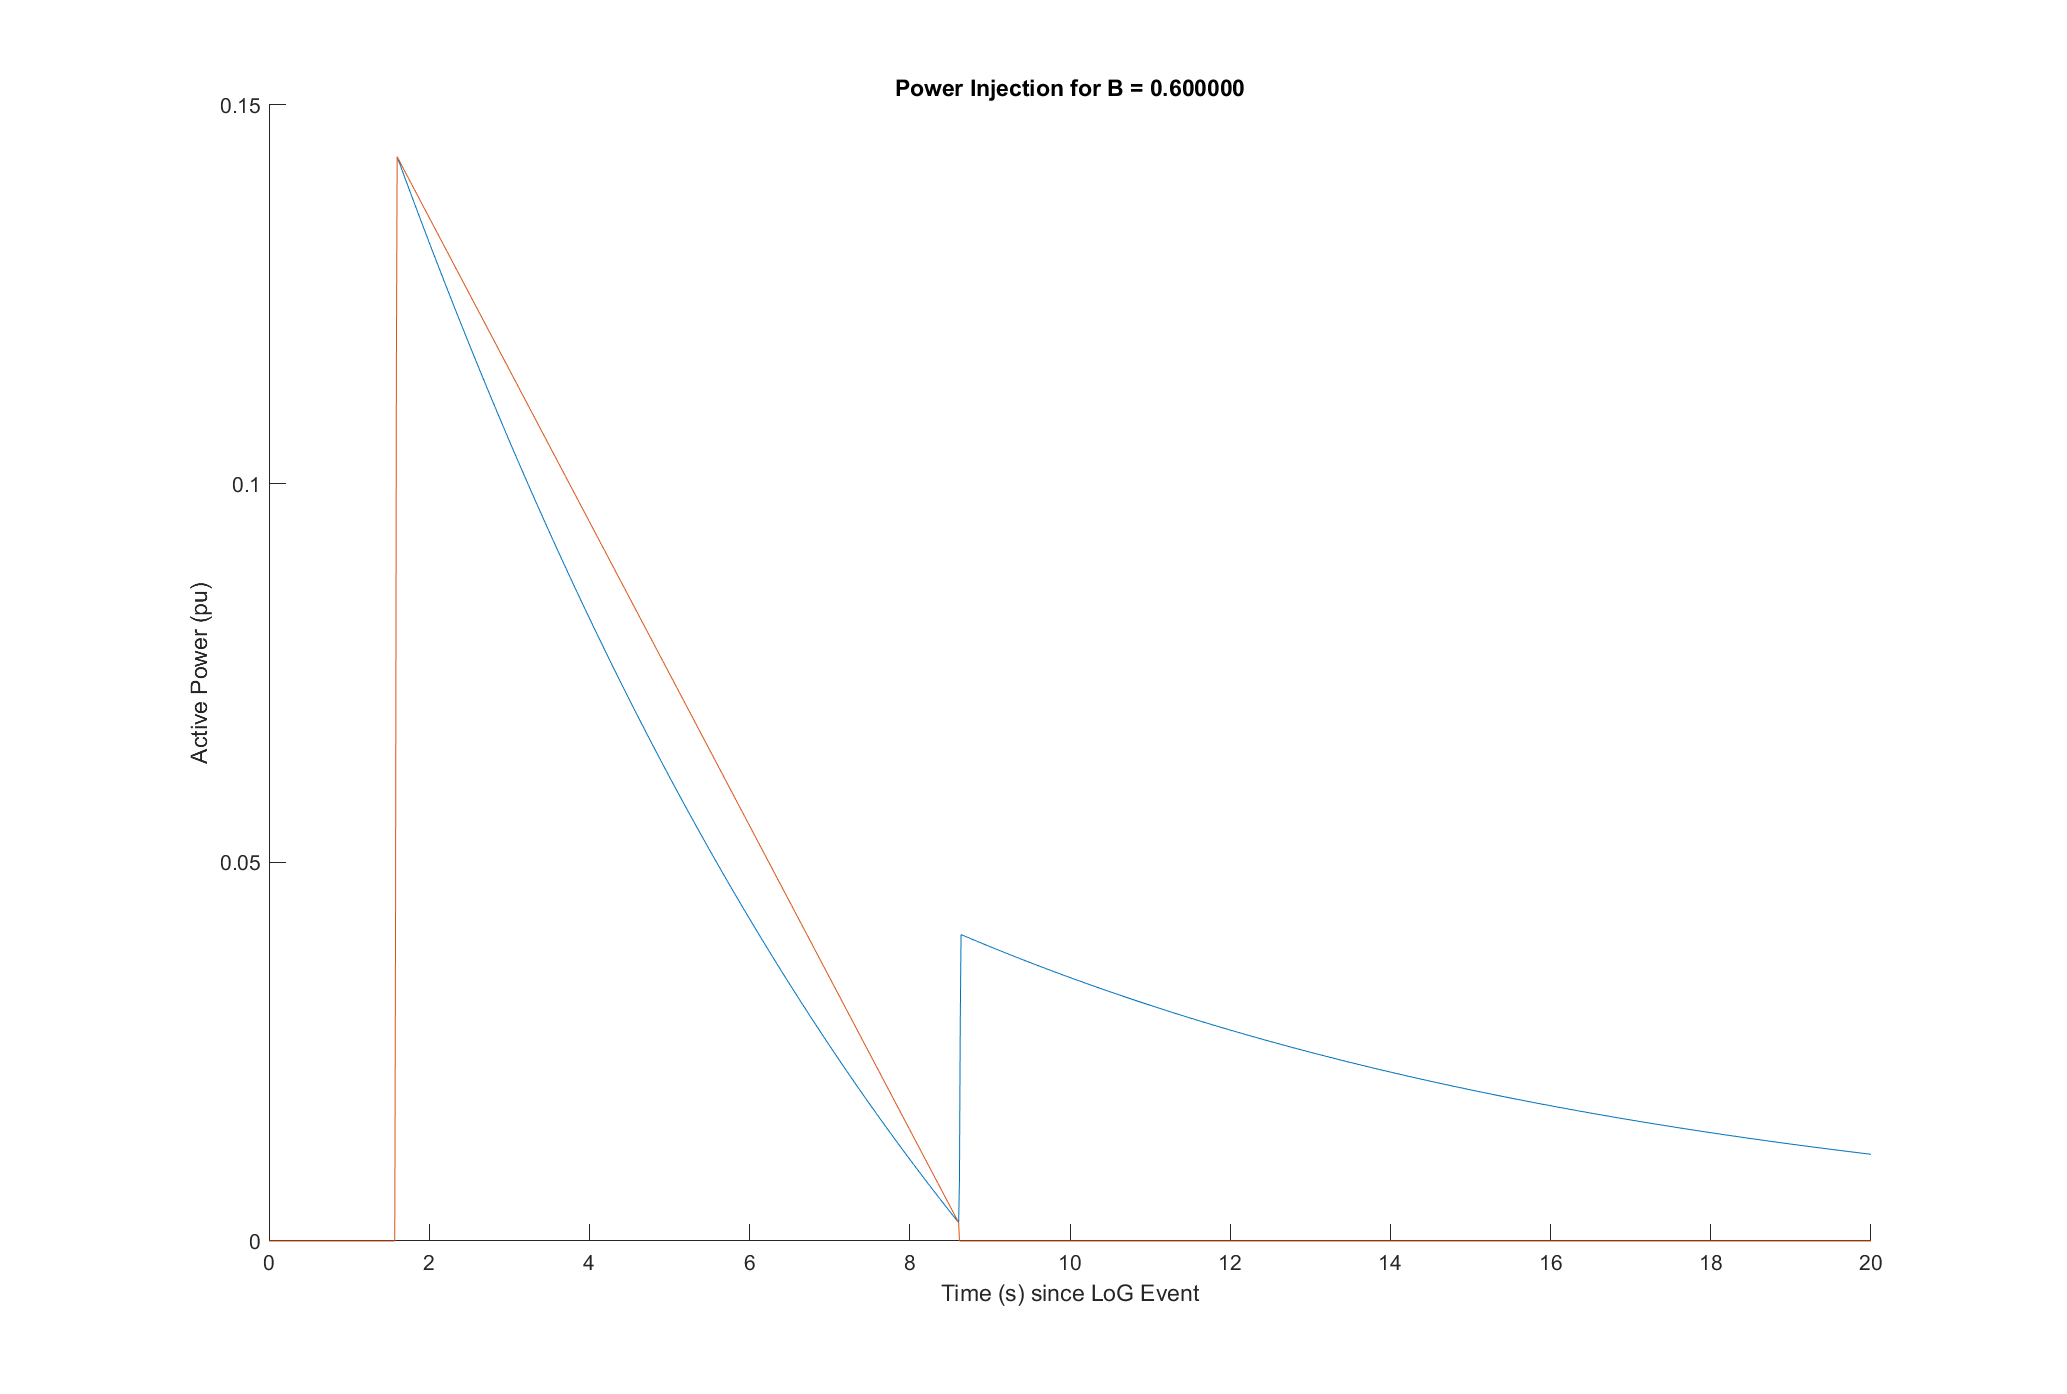 Power Injection for B = 0.600000
0.15
0.1
0.05
0
Active Power (pu)
0 2 4 6 8 10 12 14 16 18 20
Time (s) since LoG Event